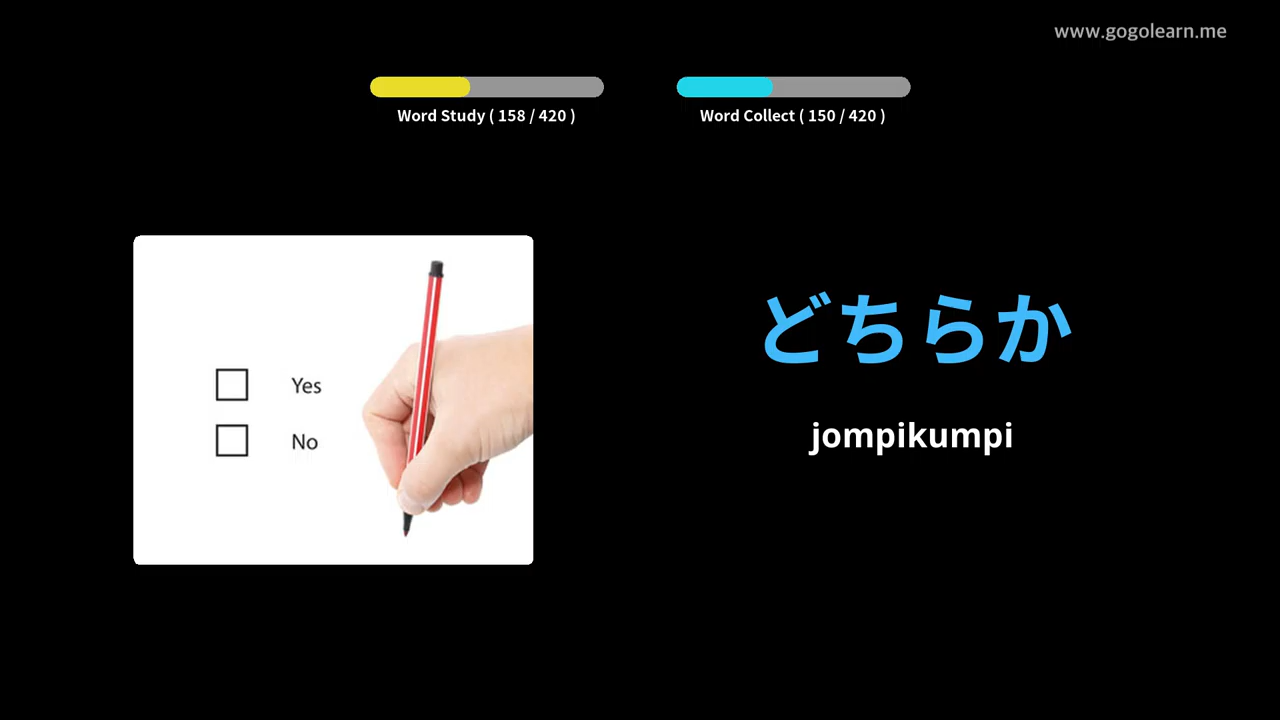 www.gogolearn.me
Word Study ( 158 / 420 )
Word Collect ( 150 / 420 )
Yes
No
どちらか
jompikumpi